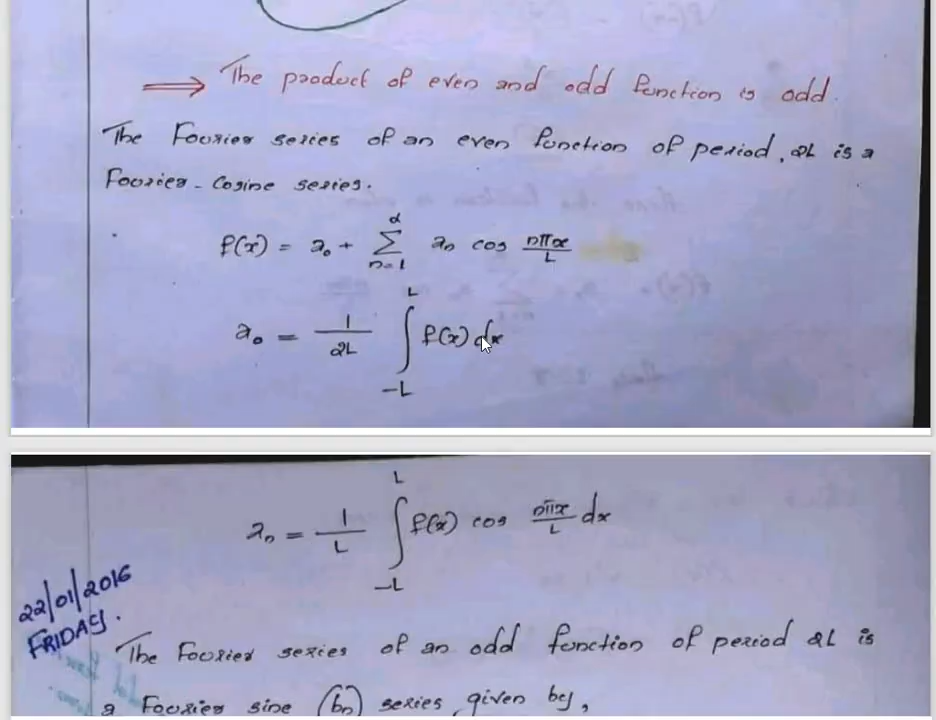 ⟹ The product of even and odd function is odd.
The Fourier series of an even function of period, 2L is a
Fourier - Cosine series.
f(x) = a₀ + ∑ₙ₌₁^∝ aₙ cos nπx/L
a₀ = 1/2L ∫₋L^L f(x) dx
aₙ = 1/L ∫₋L^L f(x) cos nπx/L dx
22/01/2016
FRIDAY.
The Fourier series of an odd function of period 2L is
a Fourier sine (bn) series given by,